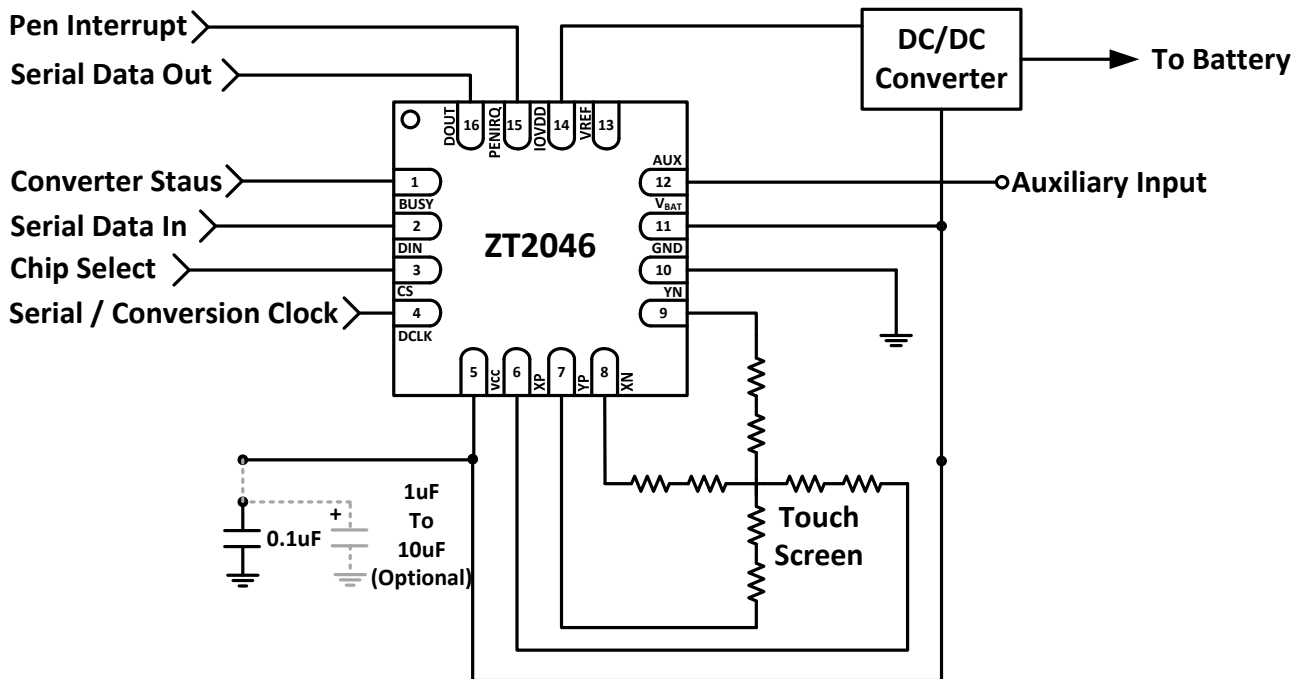 Pen Interrupt
Serial Data Out
DC/DC
Converter
To Battery
DOUT
16
PENIRQ
15
IOVDD
14
VREF
13
Converter Staus
1
BUSY
Serial Data In
2
DIN
Chip Select
3
CS
Serial / Conversion Clock
4
DCLK
ZT2046
AUX
12
Auxiliary Input
VBAT
11
GND
10
YN
9
5
VCC
6
XP
7
YP
8
XN
0.1uF
+
1uF
To
10uF
(Optional)
Touch
Screen